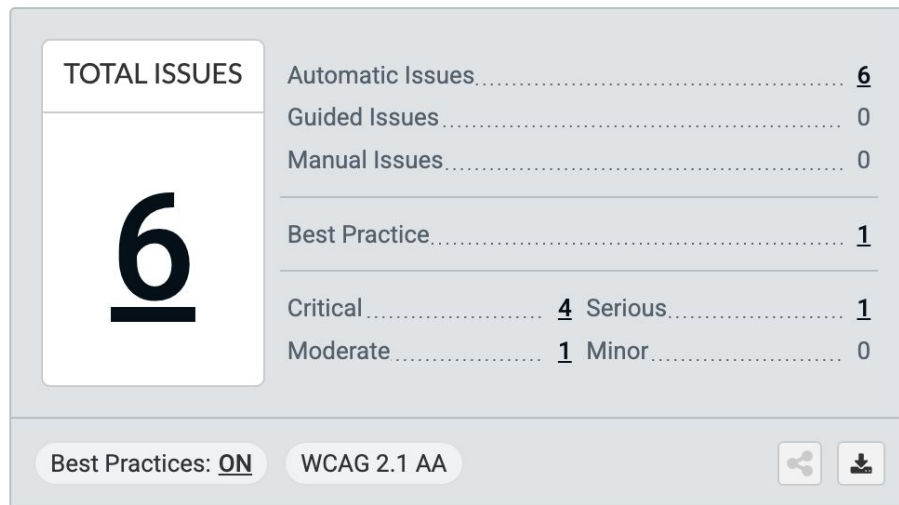 TOTAL ISSUES
6
Automatic Issues 6
Guided Issues 0
Manual Issues 0
Best Practice 1
Critical 4 Serious 1
Moderate 1 Minor 0
Best Practices: ON WCAG 2.1 AA